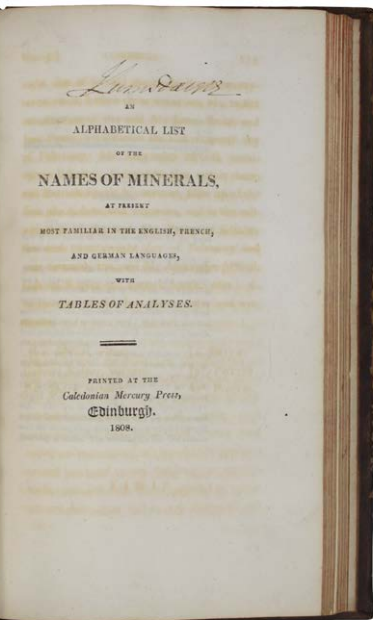 AN
ALPHABETICAL LIST
OF THE
NAMES OF MINERALS,
AT PRESENT
MOST FAMILIAR IN THE ENGLISH, FRENCH,
AND GERMAN LANGUAGES,
WITH
TABLES OF ANALYSES.
PRINTED AT THE
Caledonian Mercury Press,
Edinburgh.
1808.